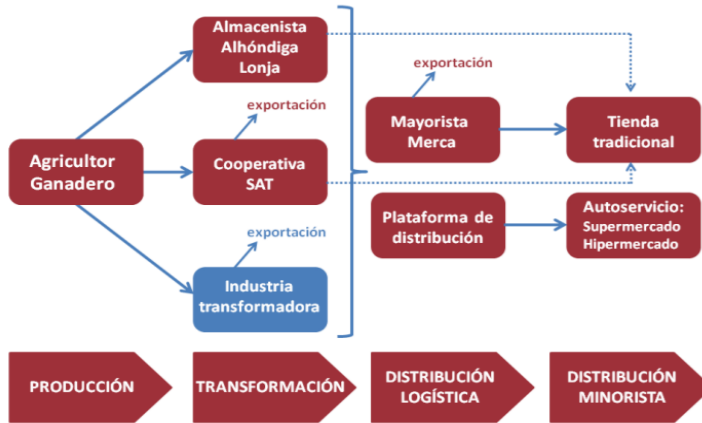 Almacenista
Alhóndiga
Lonja
exportación
exportación
Mayorista
Merca
Tienda
tradicional
Agricultor
Ganadero
Cooperativa
SAT
Plataforma de
distribución
Autoservicio:
Supermercado
Hipermercado
exportación
Industria
transformadora
PRODUCCIÓN
TRANSFORMACIÓN
DISTRIBUCIÓN
LOGÍSTICA
DISTRIBUCIÓN
MINORISTA